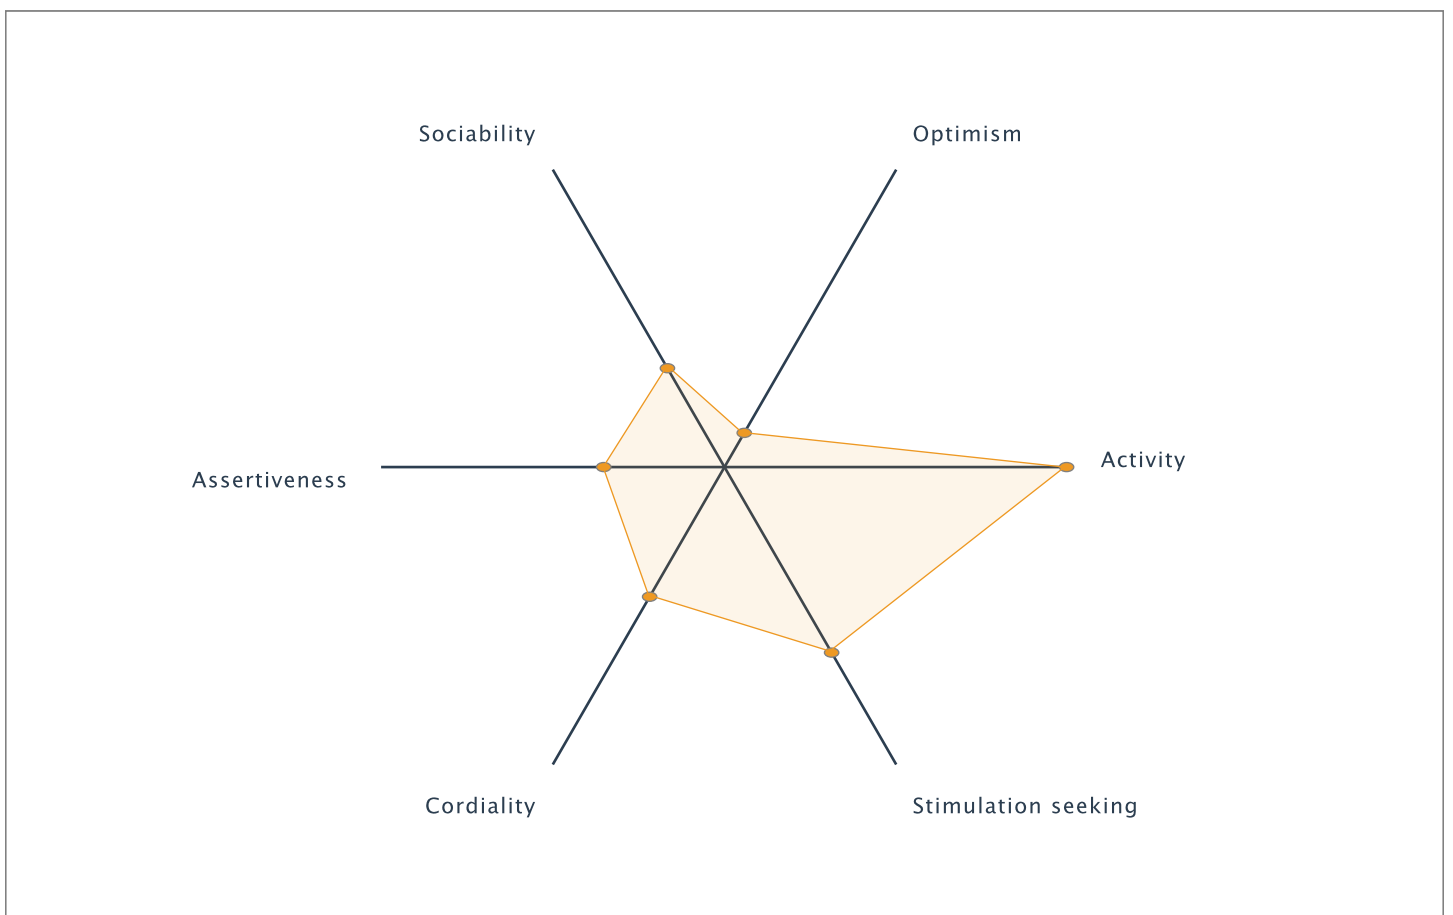 Sociability
Optimism
Activity
Assertiveness
Cordiality
Stimulation seeking